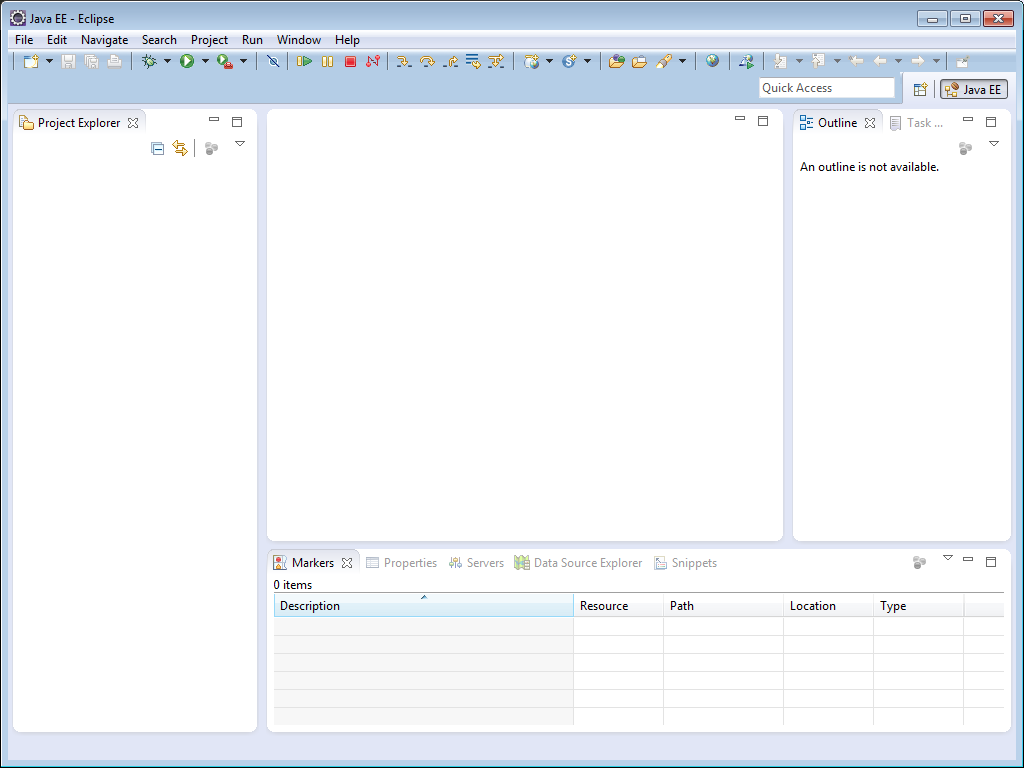 Java EE - Eclipse
File Edit Navigate Search Project Run Window Help
Quick Access
Java EE
Project Explorer
Outline Task ...
An outline is not available.
Markers Properties Servers Data Source Explorer Snippets
0 items
Description Resource Path Location Type